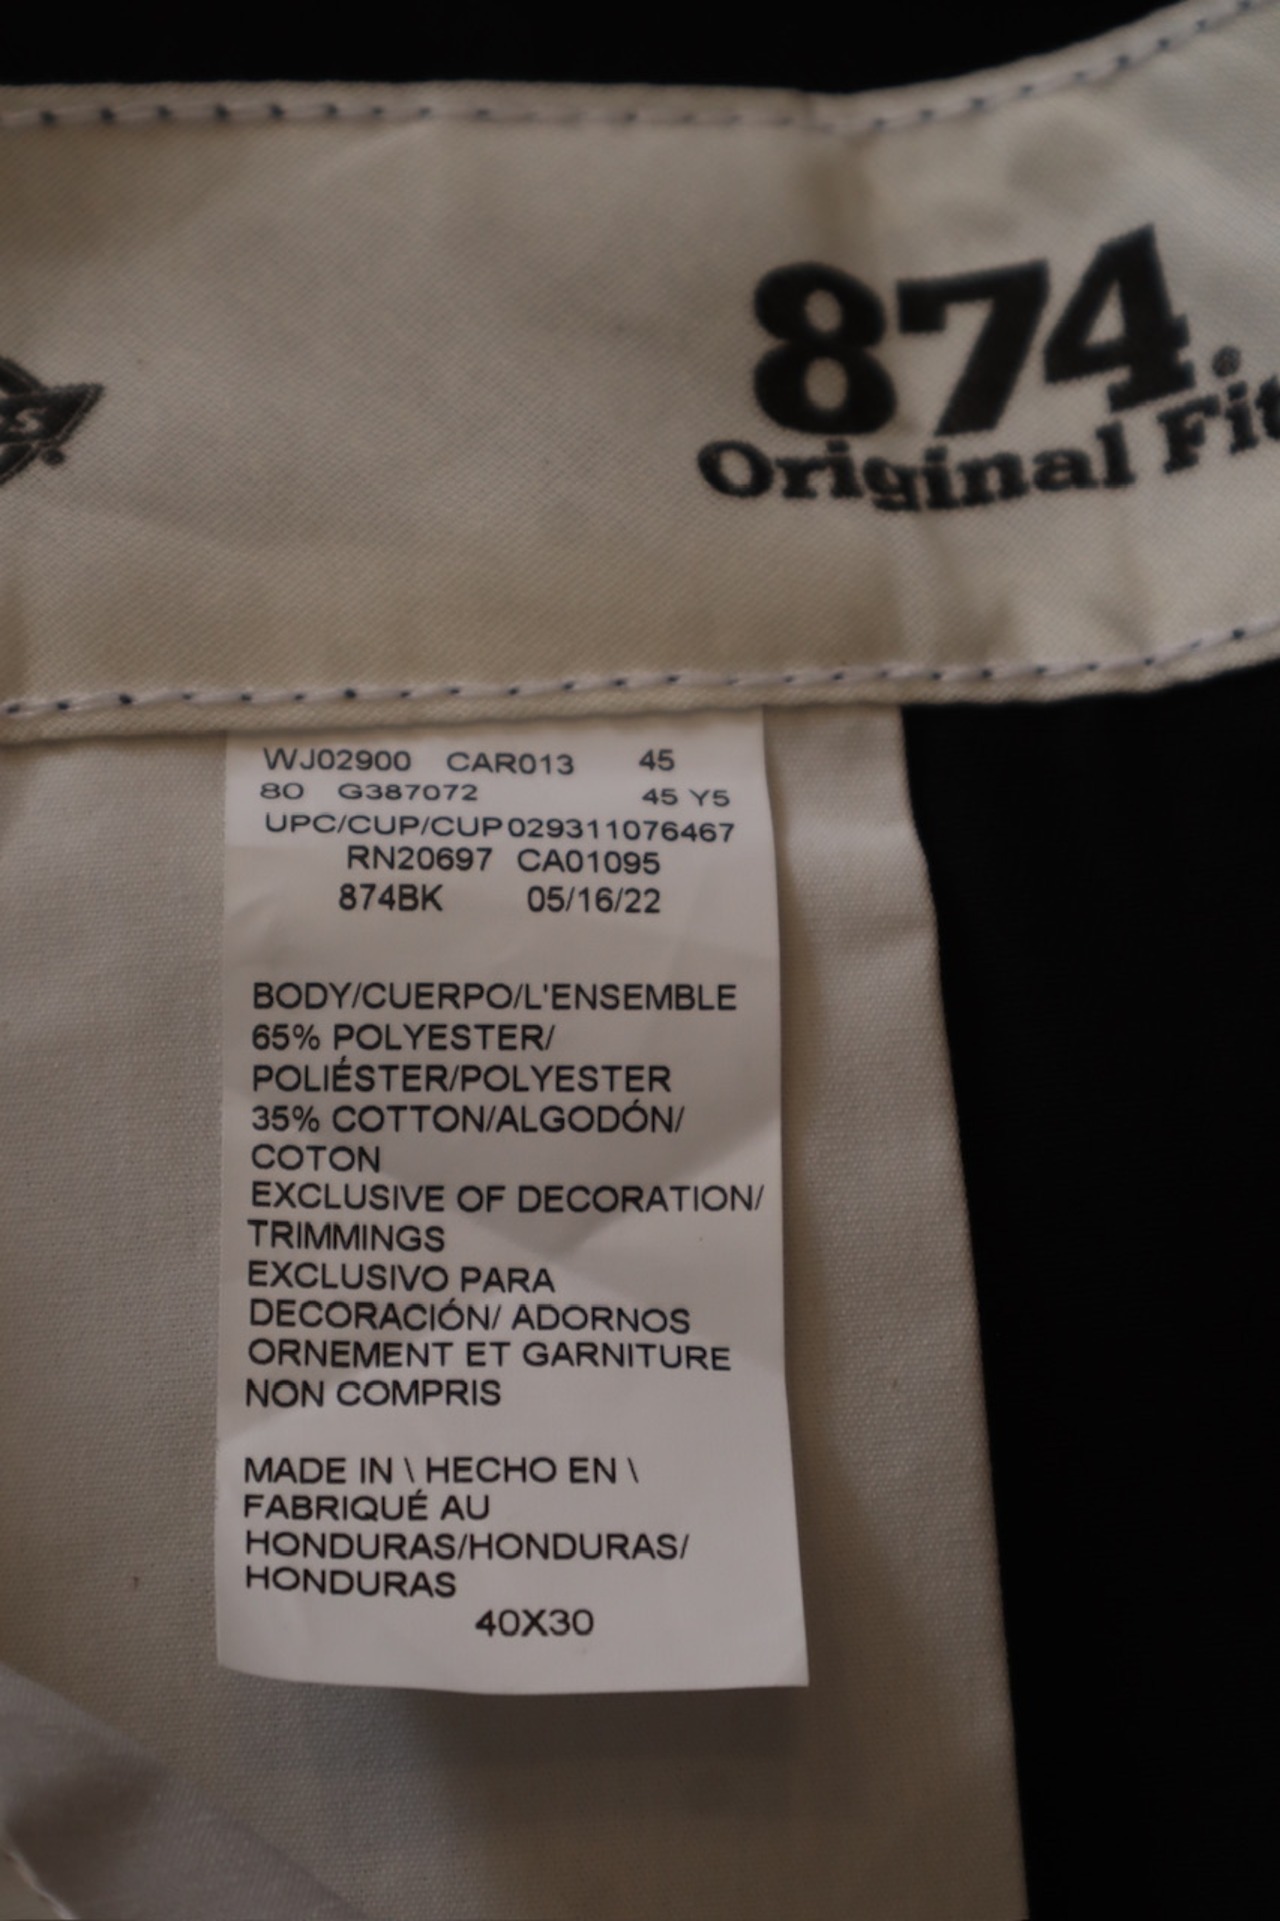 874®
Original Fit
WJ02900 CAR013 45
80 G387072 45 Y5
UPC/CUP/CUP029311076467
RN20697 CA01095
874BK 05/16/22
BODY/CUERPO/L'ENSEMBLE
65% POLYESTER/
POLIÉSTER/POLYESTER
35% COTTON/ALGODÓN/
COTON
EXCLUSIVE OF DECORATION/
TRIMMINGS
EXCLUSIVO PARA
DECORACIÓN/ ADORNOS
ORNEMENT ET GARNITURE
NON COMPRIS
MADE IN \ HECHO EN \
FABRIQUÉ AU
HONDURAS/HONDURAS/
HONDURAS
40X30